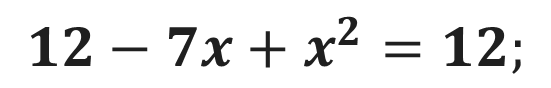 12 − 7x + x² = 12;